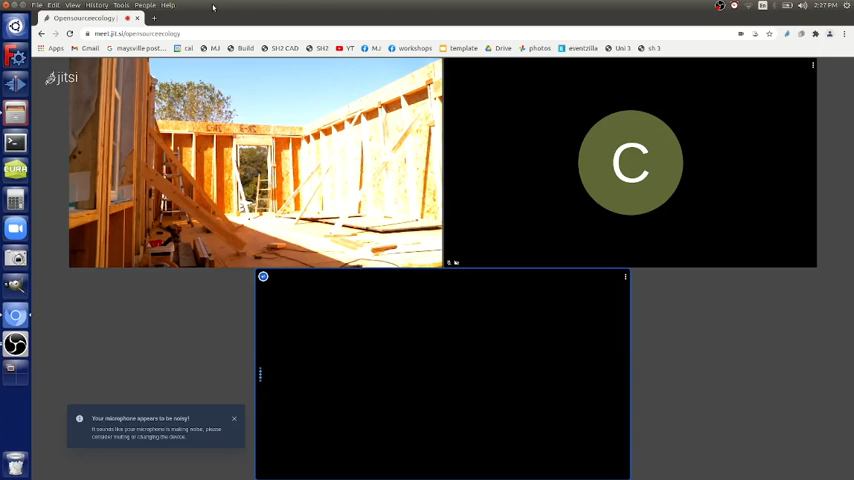 File Edit View History Tools People Help
En
2:27 PM
Opensourceecology |
meet.jit.si/opensourceecology
Apps Gmail maysville post... cal MJ Build SH2 CAD SH2 YT MJ workshops template Drive photos eventzilla Uni 3 sh 3
jitsi
C
CURA
Your microphone appears to be noisy!
It sounds like your microphone is making noise, please
consider muting or changing the device.